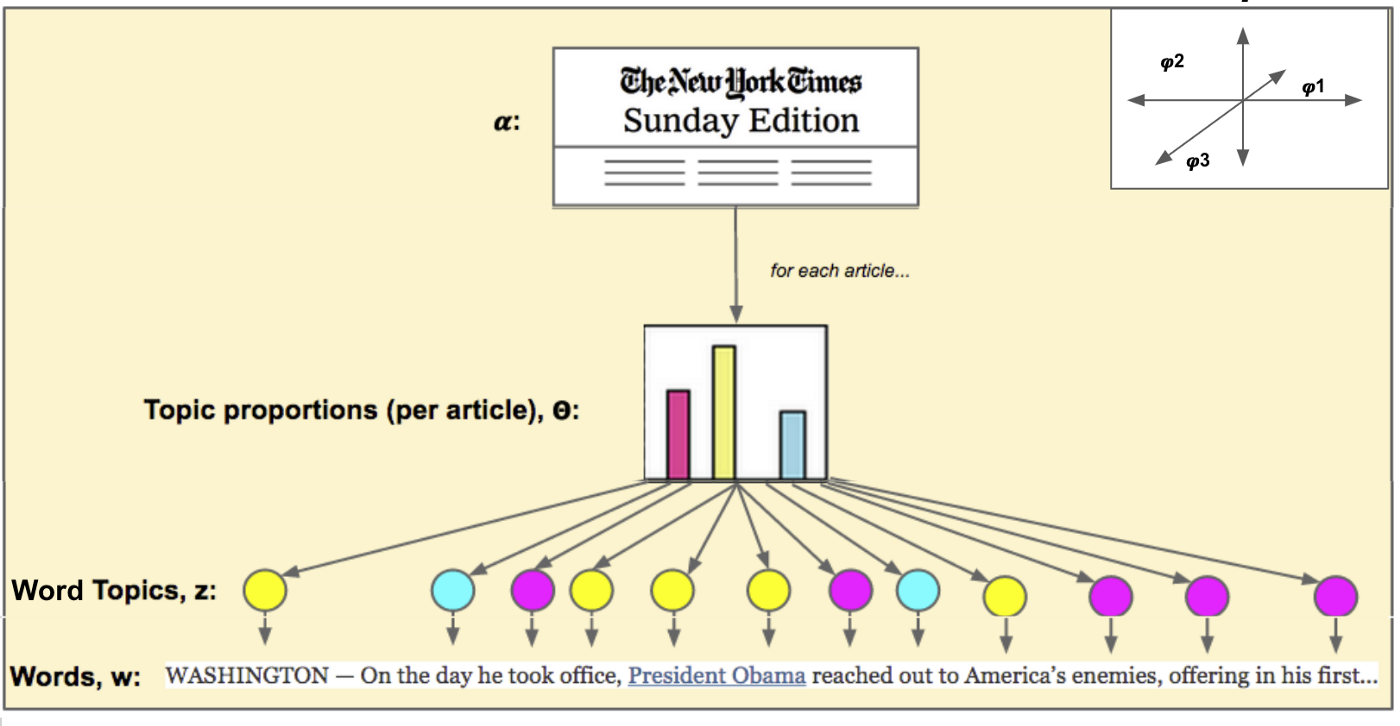 The New York Times
𝜶: Sunday Edition
φ2
φ1
φ3
for each article...
Topic proportions (per article), Θ:
Word Topics, z:
Words, w: WASHINGTON — On the day he took office, President Obama reached out to America’s enemies, offering in his first...